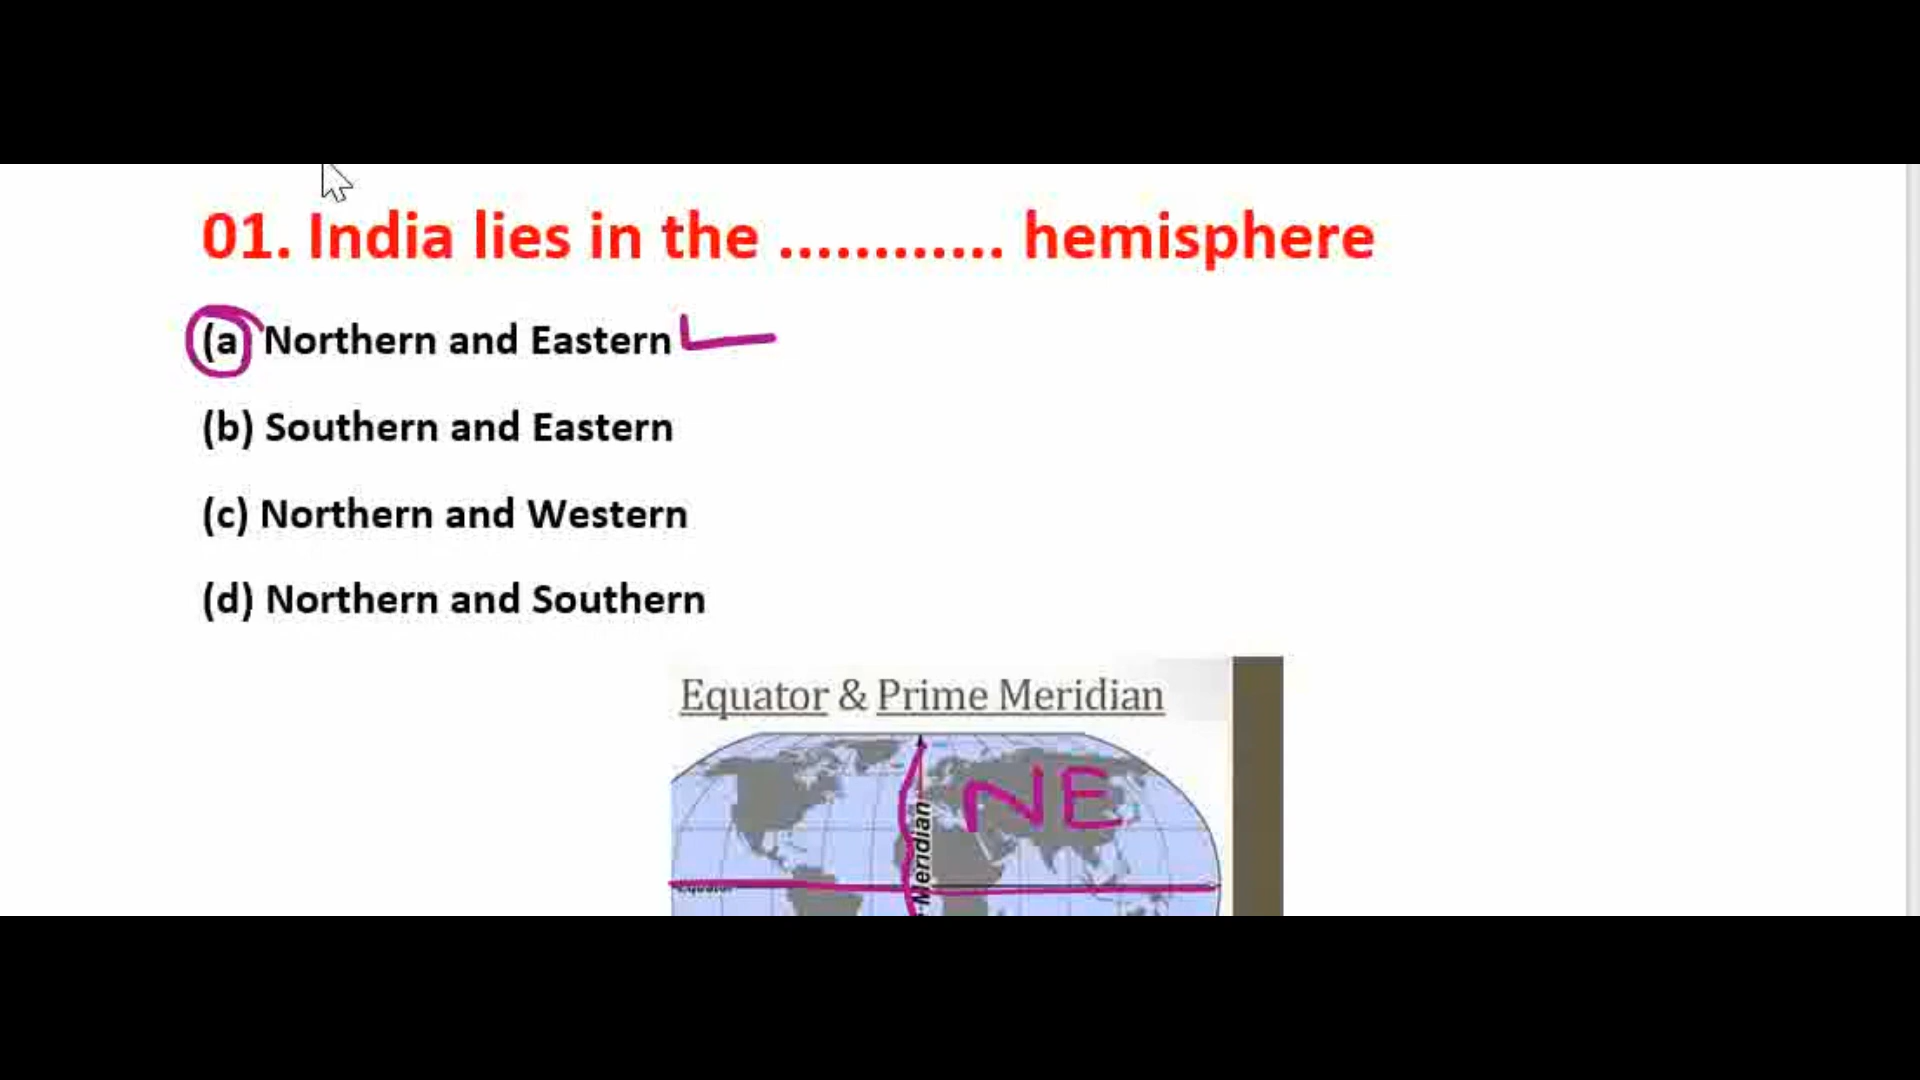 01. India lies in the ............ hemisphere
(a) Northern and Eastern
(b) Southern and Eastern
(c) Northern and Western
(d) Northern and Southern
Equator & Prime Meridian
NE
Meridian
Equator